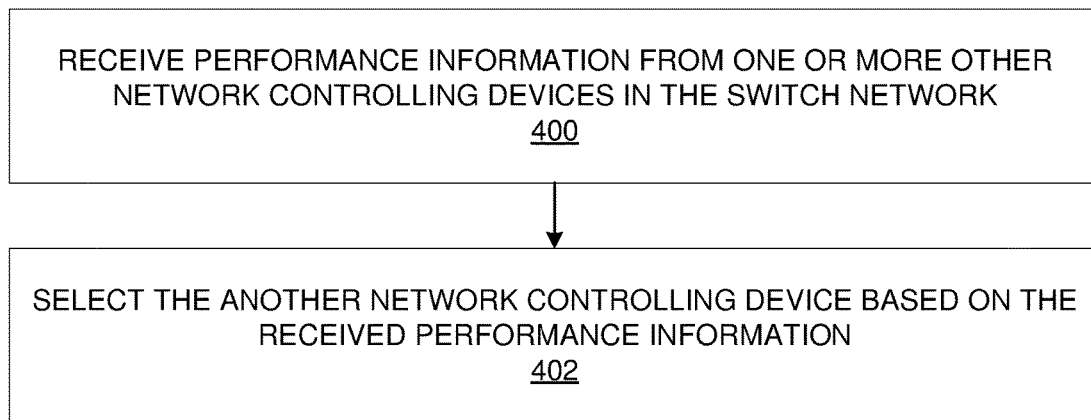 RECEIVE PERFORMANCE INFORMATION FROM ONE OR MORE OTHER
NETWORK CONTROLLING DEVICES IN THE SWITCH NETWORK
400
SELECT THE ANOTHER NETWORK CONTROLLING DEVICE BASED ON THE
RECEIVED PERFORMANCE INFORMATION
402